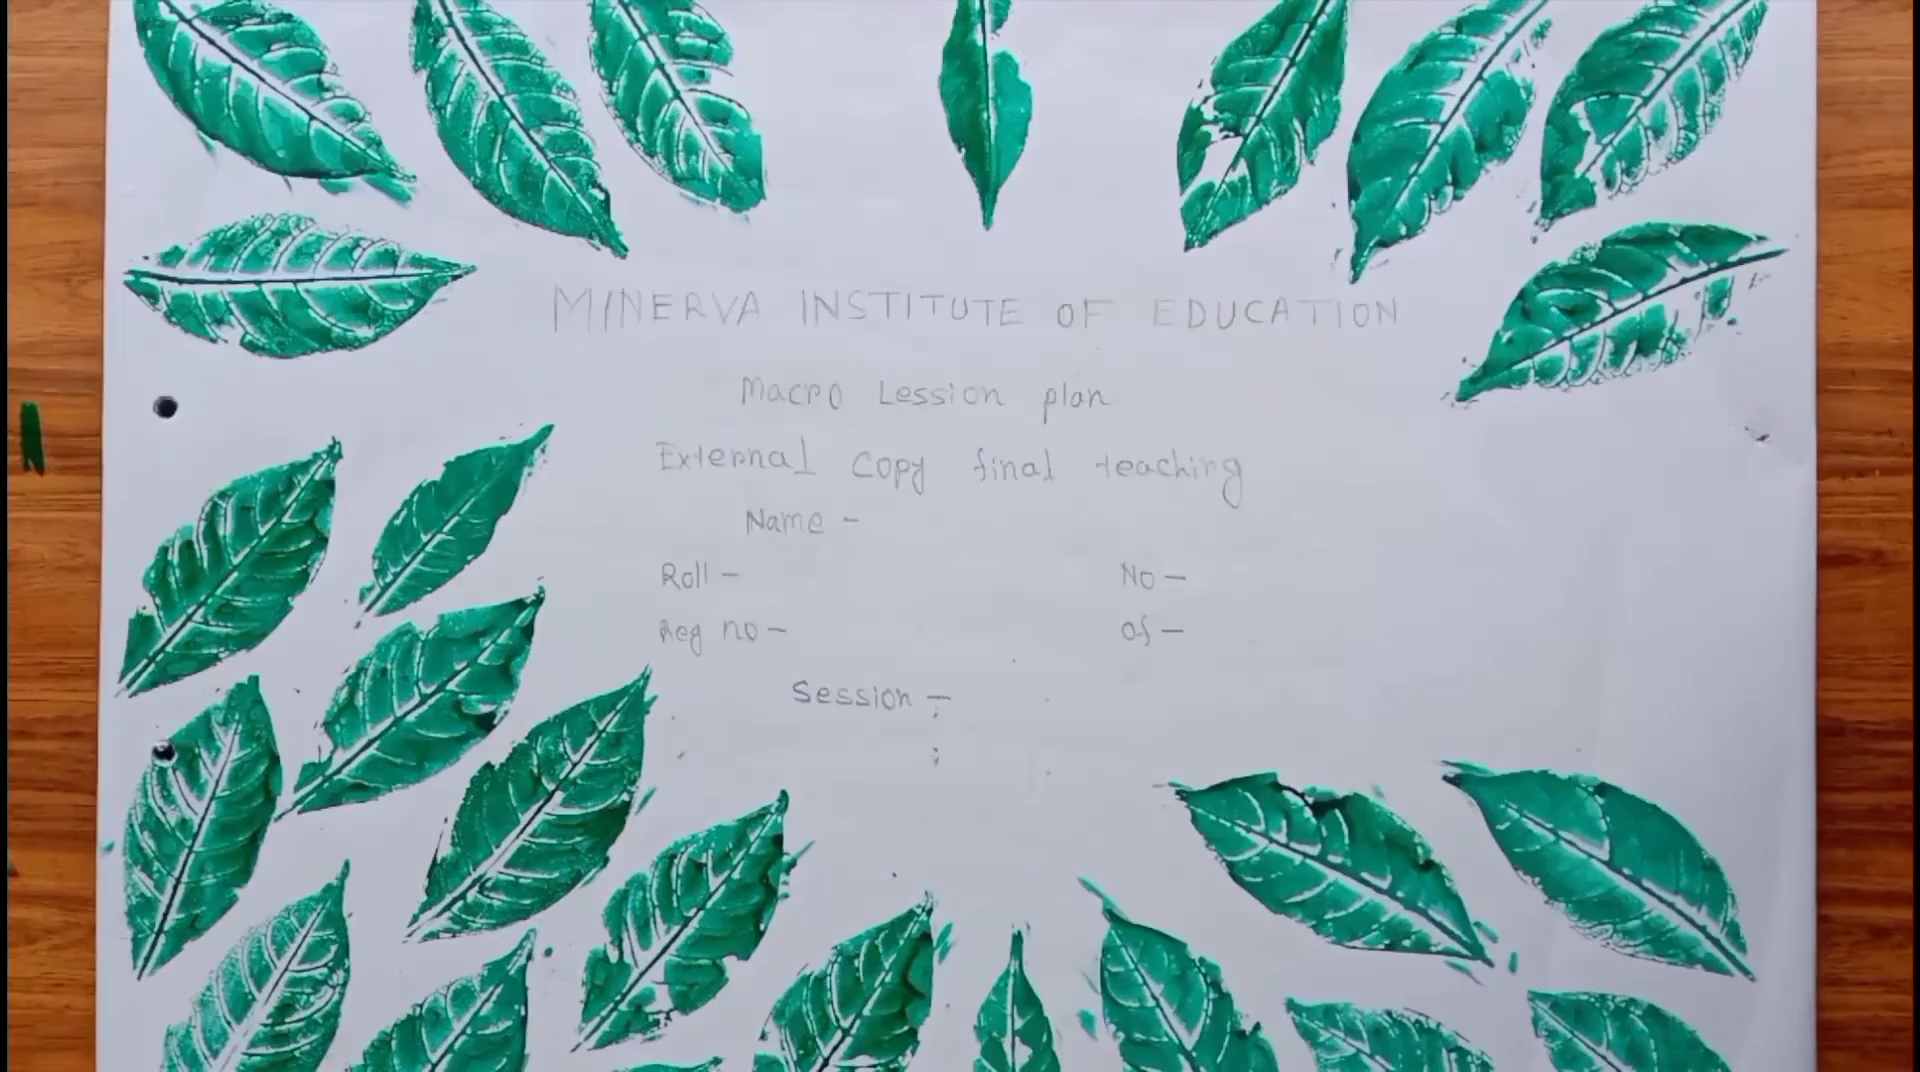 MINERVA INSTITUTE OF EDUCATION
Macro Lession plan
External Copy final teaching
Name -
Roll - No -
Reg no - Of -
Session -